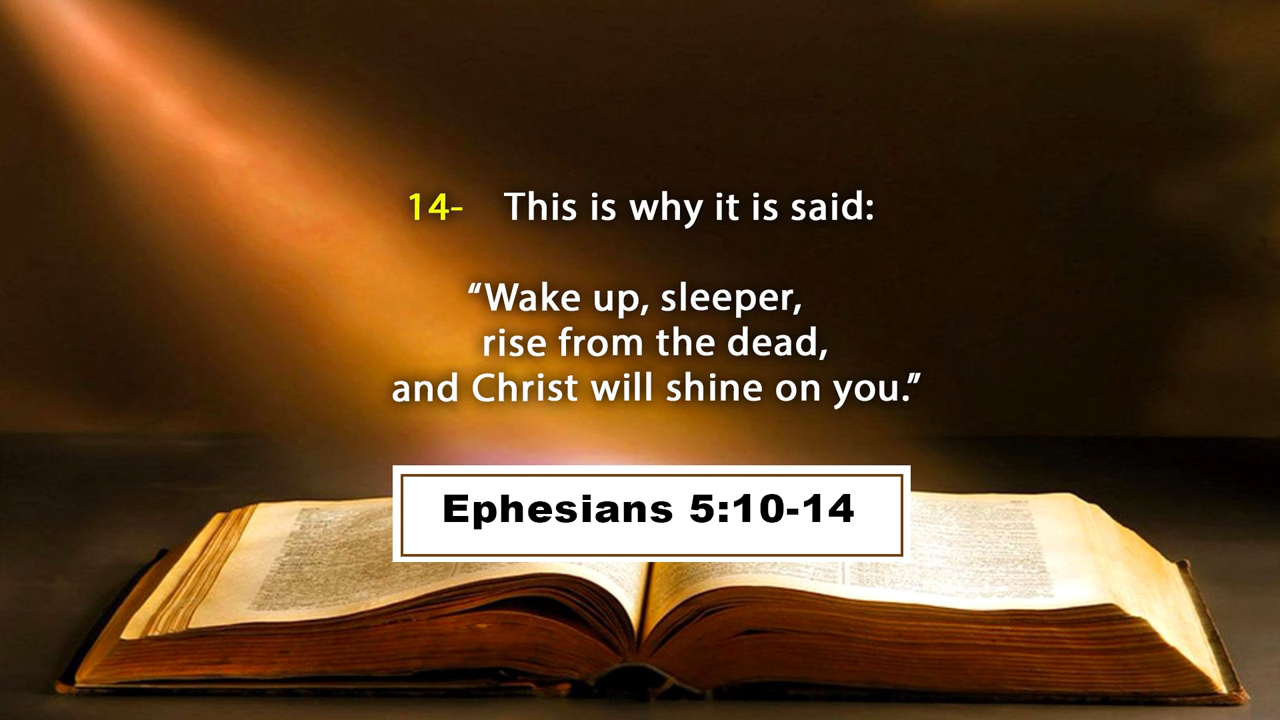 14- This is why it is said:
“Wake up, sleeper,
rise from the dead,
and Christ will shine on you.”
Ephesians 5:10-14